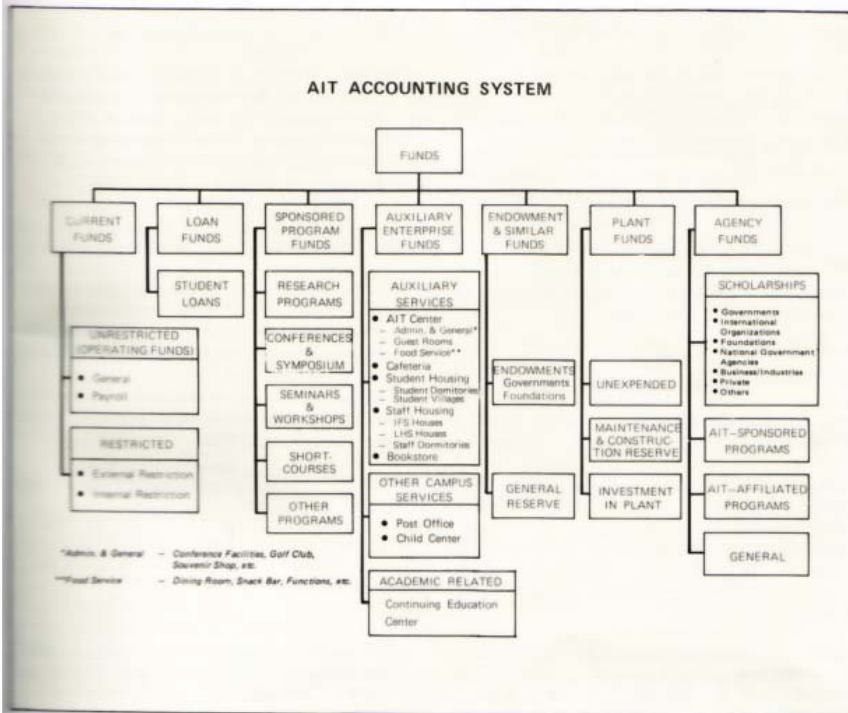 AIT ACCOUNTING SYSTEM
FUNDS
CURRENT
FUNDS
UNRESTRICTED
(OPERATING FUNDS)
● General
● Payroll
RESTRICTED
● External Restriction
● Internal Restriction
LOAN
FUNDS
STUDENT
LOANS
SPONSORED
PROGRAM
FUNDS
RESEARCH
PROGRAMS
CONFERENCES
&
SYMPOSIUM
SEMINARS
&
WORKSHOPS
SHORT-
COURSES
OTHER
PROGRAMS
AUXILIARY
ENTERPRISE
FUNDS
AUXILIARY
SERVICES
● AIT Center
– Admin. & General*
– Guest Rooms
– Food Service**
● Cafeteria
● Student Housing
– Student Domitories
– Student Villages
● Staff Housing
– IFS Houses
– LHS Houses
– Staff Dormitories
● Bookstore
OTHER CAMPUS
SERVICES
● Post Office
● Child Center
ACADEMIC RELATED
Continuing Education
Center
ENDOWMENT
& SIMILAR
FUNDS
ENDOWMENTS
Governments
Foundations
GENERAL
RESERVE
PLANT
FUNDS
UNEXPENDED
MAINTENANCE
& CONSTRUC-
TION RESERVE
INVESTMENT
IN PLANT
AGENCY
FUNDS
SCHOLARSHIPS
● Governments
● International
Organizations
● Foundations
● National Government
Agencies
● Business/Industries
● Private
● Others
AIT–SPONSORED
PROGRAMS
AIT–AFFILIATED
PROGRAMS
GENERAL
*Admin. & General – Conference Facilities, Golf Club,
Souvenir Shop, etc.
**Food Service – Dining Room, Snack Bar, Functions, etc.